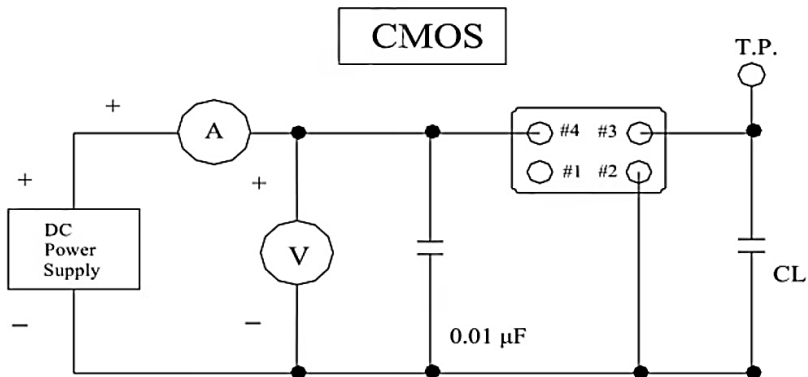 CMOS
T.P.
+
A
#4 #3
+
+
#1 #2
DC
Power
Supply
V
CL
−
−
0.01 μF